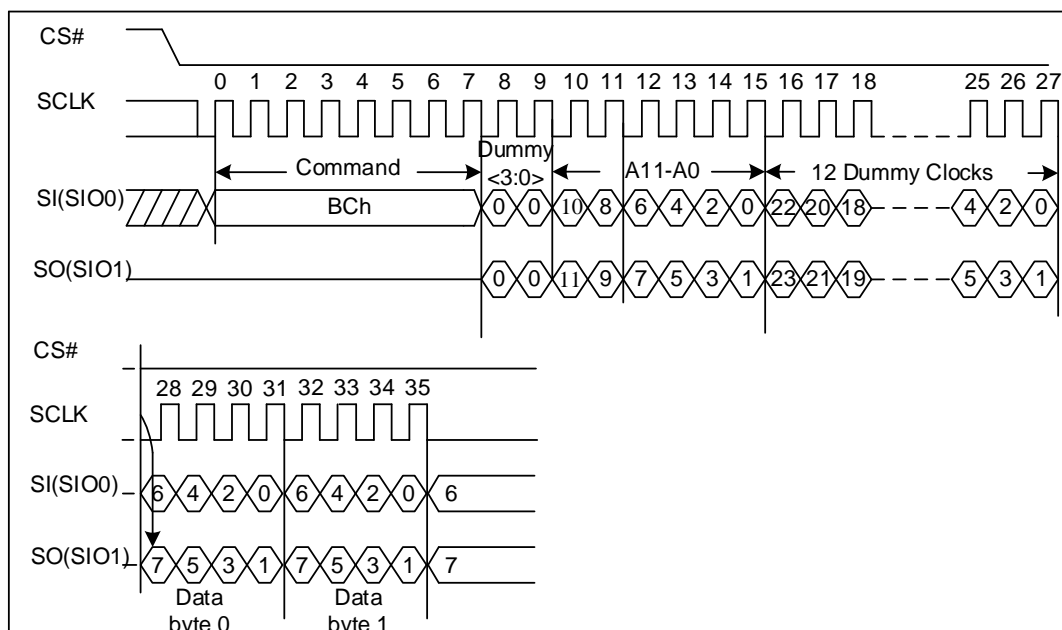 CS#
0 1 2 3 4 5 6 7 8 9 10 11 12 13 14 15 16 17 18 25 26 27
SCLK
Command Dummy <3:0> A11-A0 12 Dummy Clocks
SI(SIO0) BCh 0 0 10 8 6 4 2 0 22 20 18 4 2 0
SO(SIO1) 0 0 11 9 7 5 3 1 23 21 19 5 3 1
CS#
28 29 30 31 32 33 34 35
SCLK
SI(SIO0) 6 4 2 0 6 4 2 0 6
SO(SIO1) 7 5 3 1 7 5 3 1 7
Data Data
byte 0 byte 1